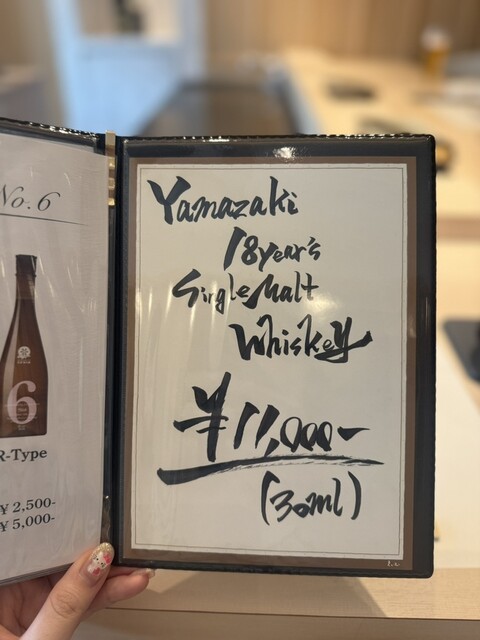 No.6
6
R-Type
¥2,500-
¥5,000-
Yamazaki
18year's
Single Malt
Whiskey
¥11,000-
(30ml)